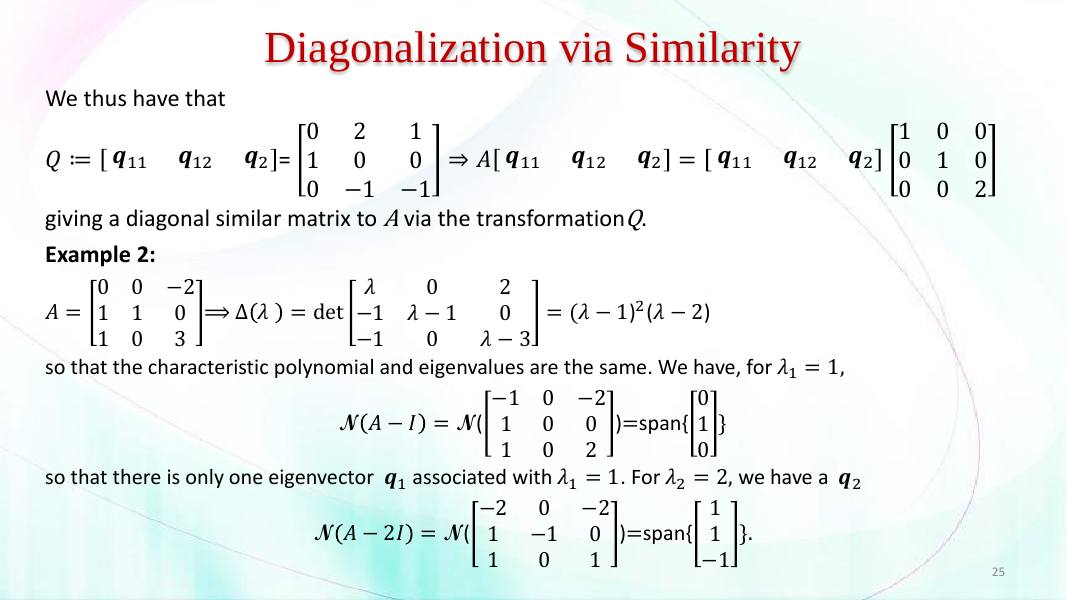 Diagonalization via Similarity
We thus have that
Q ≔ [ q₁₁ q₁₂ q₂]= [0 2 1; 1 0 0; 0 −1 −1] ⇒ A[ q₁₁ q₁₂ q₂] = [ q₁₁ q₁₂ q₂] [1 0 0; 0 1 0; 0 0 2]
giving a diagonal similar matrix to A via the transformation Q.
Example 2:
A = [0 0 −2; 1 1 0; 1 0 3] ⟹ Δ(λ ) = det [λ 0 2; −1 λ − 1 0; −1 0 λ − 3] = (λ − 1)²(λ − 2)
so that the characteristic polynomial and eigenvalues are the same. We have, for λ₁ = 1,
𝒩(A − I) = 𝒩([−1 0 −2; 1 0 0; 1 0 2])=span{[0; 1; 0]}
so that there is only one eigenvector q₁ associated with λ₁ = 1. For λ₂ = 2, we have a q₂
𝒩(A − 2I) = 𝒩([−2 0 −2; 1 −1 0; 1 0 1])=span{[1; 1; −1]}.
25